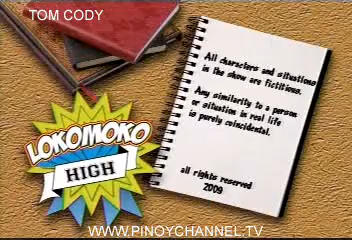 TOM CODY
All characters and situations
in the show are fictitious.
Any similarity to a person
or situation in real life
is purely coincidental.
all rights reserved
2009
LOKOMOKO
HIGH
WWW.PINOYCHANNEL.TV